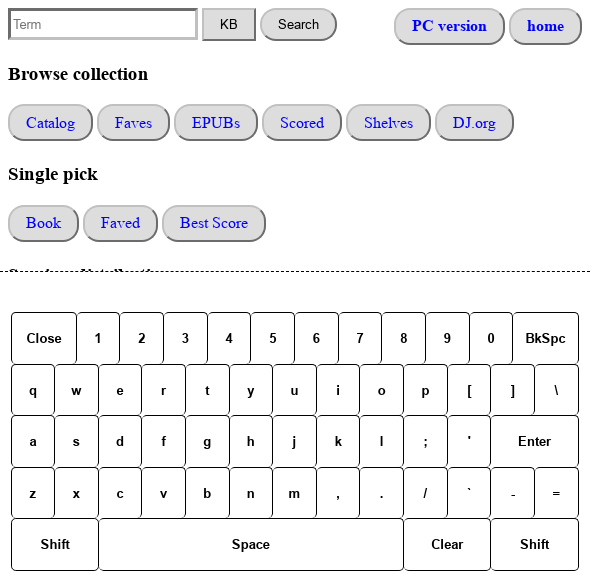 Term KB Search PC version home
Browse collection
Catalog Faves EPUBs Scored Shelves DJ.org
Single pick
Book Faved Best Score
Close 1 2 3 4 5 6 7 8 9 0 BkSpc
q w e r t y u i o p [ ] \
a s d f g h j k l ; ' Enter
z x c v b n m , . / ` - =
Shift Space Clear Shift